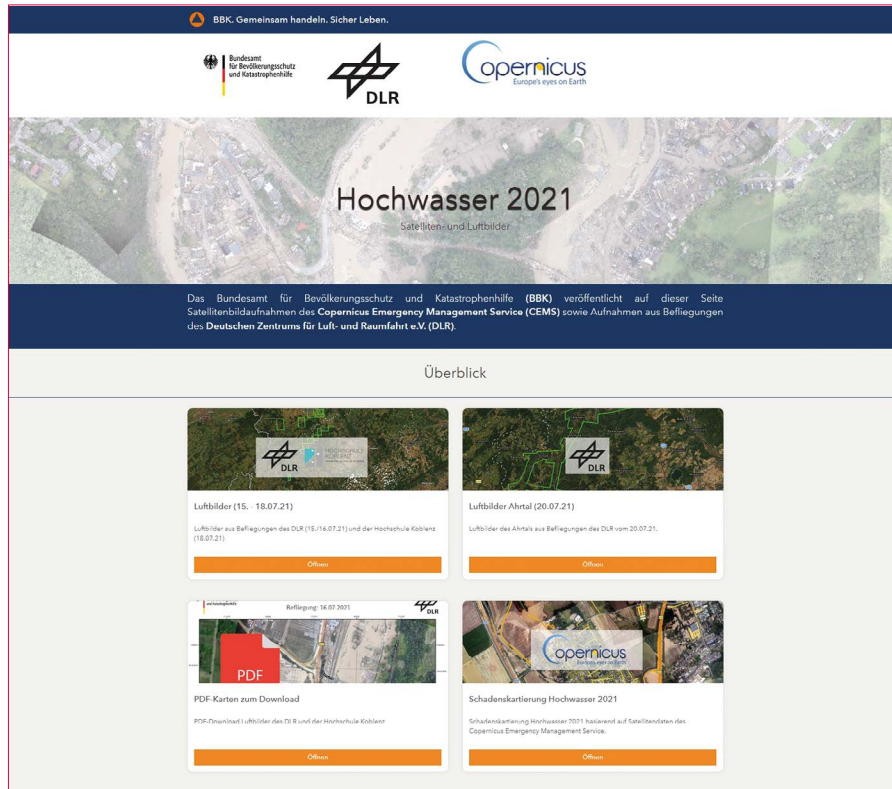 BBK. Gemeinsam handeln. Sicher Leben.
Bundesamt
für Bevölkerungsschutz
und Katastrophenhilfe
DLR
opernicus
Europe's eyes on Earth
Hochwasser 2021
Satelliten- und Luftbilder
Das Bundesamt für Bevölkerungsschutz und Katastrophenhilfe (BBK) veröffentlicht auf dieser Seite
Satellitenbildaufnahmen des Copernicus Emergency Management Service (CEMS) sowie Aufnahmen aus Befliegungen
des Deutschen Zentrums für Luft- und Raumfahrt e.V. (DLR).
Überblick
DLR
HOCHSCHULE
KOBLENZ
DLR
Luftbilder (15. - 18.07.21)
Luftbilder aus Befliegungen des DLR (15./16.07.21) und der Hochschule Koblenz
(18.07.21)
Öffnen
Luftbilder Ahrtal (20.07.21)
Luftbilder des Ahrtals aus Befliegungen des DLR vom 20.07.21.
Öffnen
und Katastrophenhilfe
Befliegung: 16.07.2021
DLR
PDF
PDF-Karten zum Download
PDF-Download Luftbilder des DLR und der Hochschule Koblenz
Öffnen
opernicus
Europe's eyes on Earth
Schadenskartierung Hochwasser 2021
Schadenskartierung Hochwasser 2021 basierend auf Satellitendaten des
Copernicus Emergency Management Service.
Öffnen